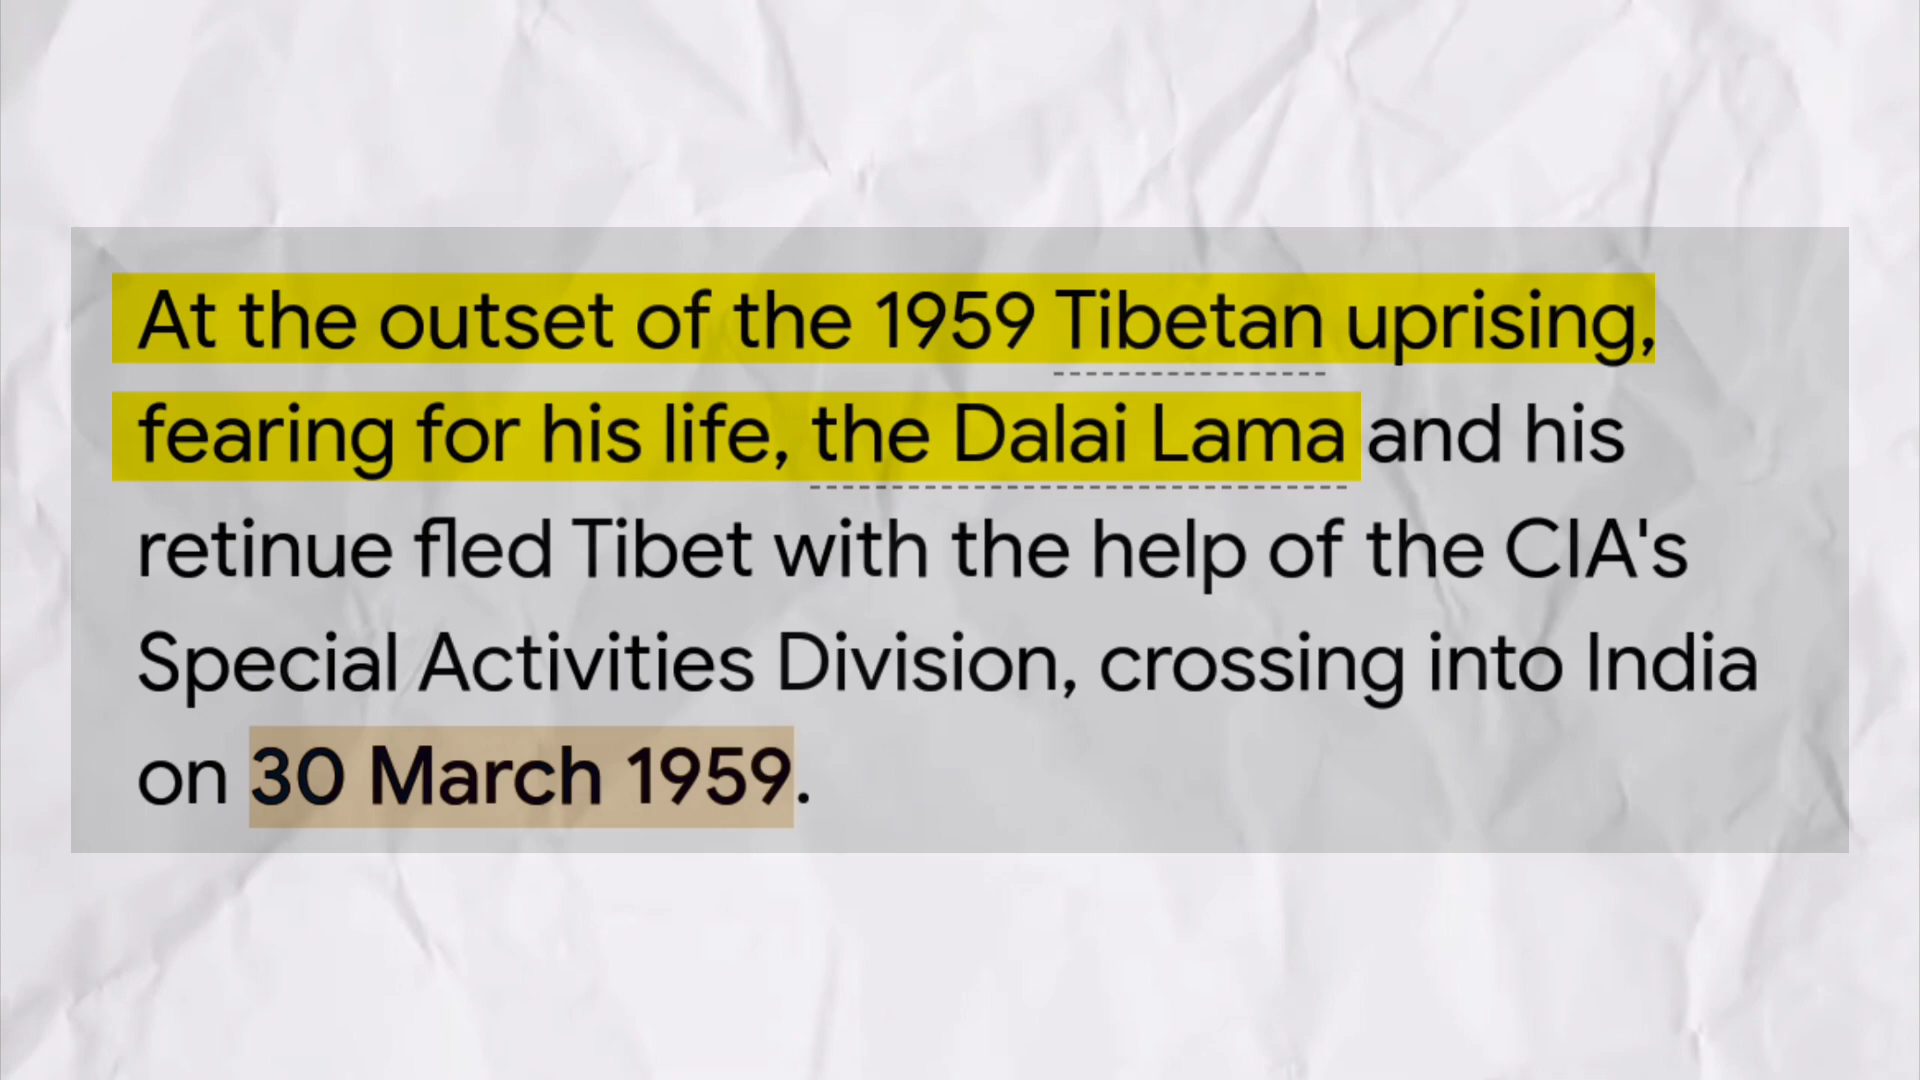 At the outset of the 1959 Tibetan uprising,
fearing for his life, the Dalai Lama and his
retinue fled Tibet with the help of the CIA's
Special Activities Division, crossing into India
on 30 March 1959.